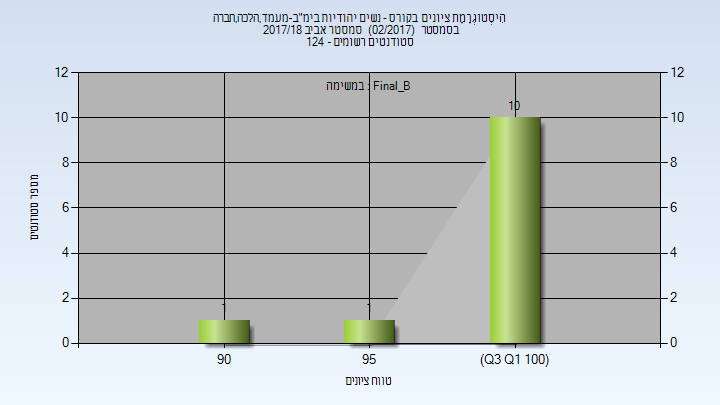 היסטוגרמת ציונים בקורס - נשים יהודיות בימ"ב-מעמד,הלכה,חברה
בסמסטר (02/2017) סמסטר אביב 2017/18
סטודנטים רשומים - 124
במשימה : Final_B
12 12
10 10
10
8 8
6 6
4 4
2 2
1 1
0 0
90 95 (Q3 Q1 100)
טווח ציונים
מספר סטודנטים